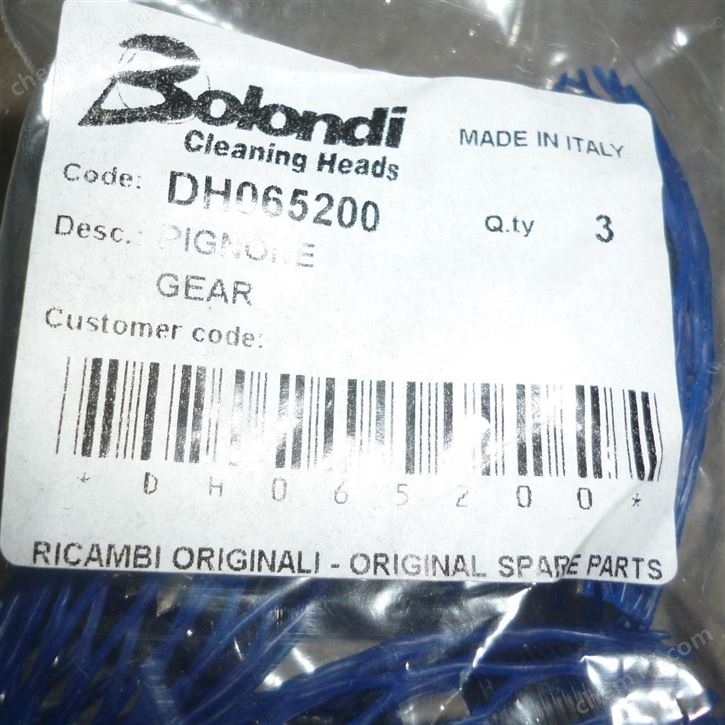 Bolondi
Cleaning Heads
MADE IN ITALY
Code: DH065200
Q.ty 3
Desc.: PIGNONE
GEAR
Customer code:
* D H 0 6 5 2 0 0 *
RICAMBI ORIGINALI - ORIGINAL SPARE PARTS